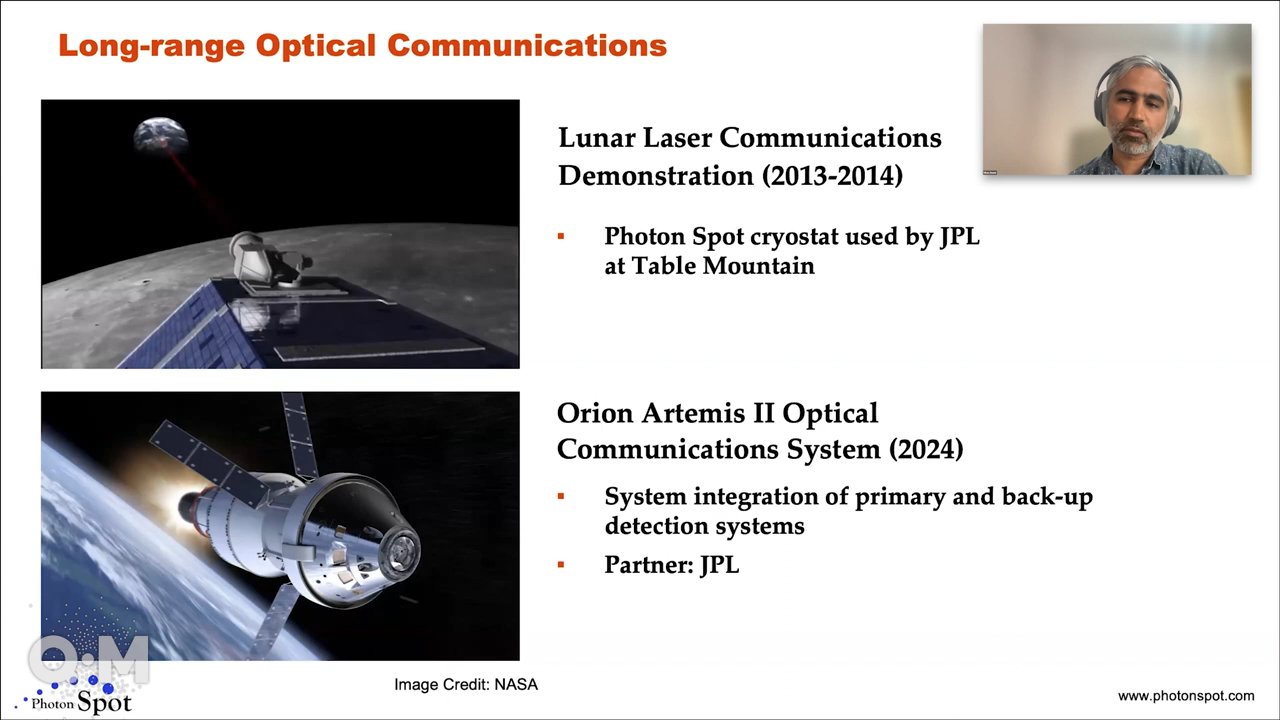 Long-range Optical Communications
Lunar Laser Communications
Demonstration (2013-2014)
▪ Photon Spot cryostat used by JPL
at Table Mountain
Orion Artemis II Optical
Communications System (2024)
▪ System integration of primary and back-up
detection systems
▪ Partner: JPL
Q.M
Photon Spot
Image Credit: NASA
www.photonspot.com